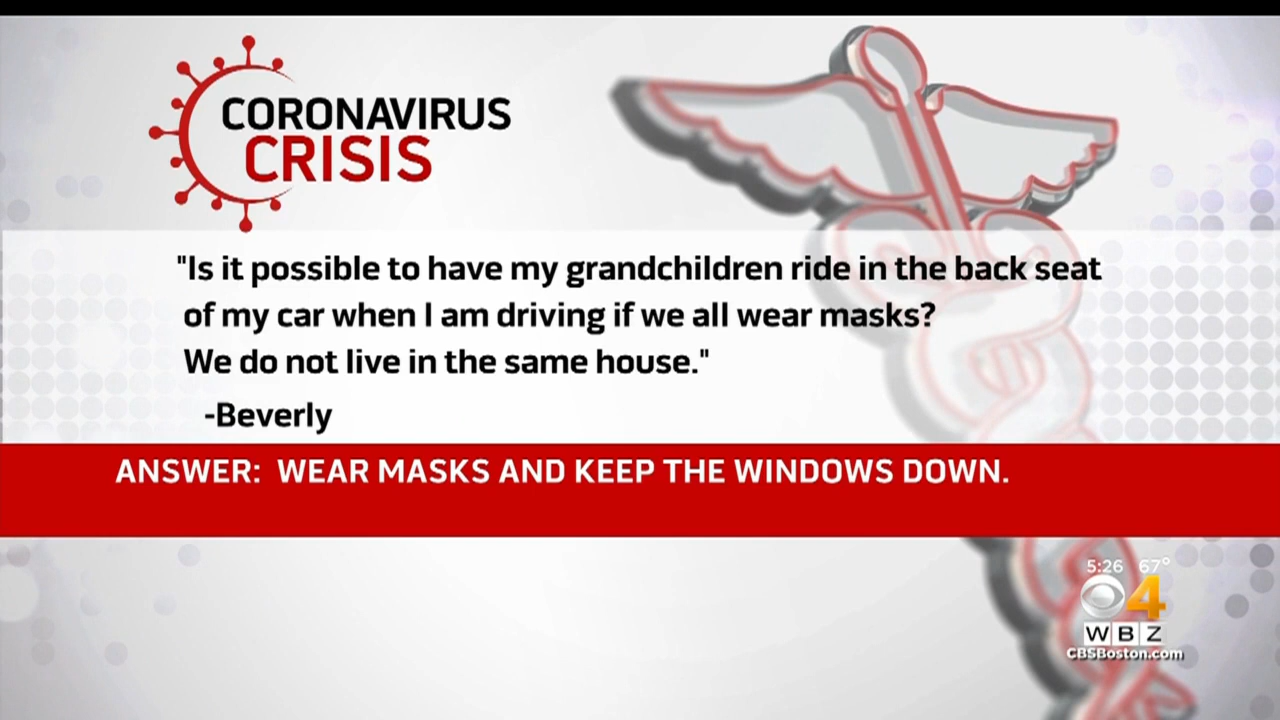 CORONAVIRUS
CRISIS
"Is it possible to have my grandchildren ride in the back seat
of my car when I am driving if we all wear masks?
We do not live in the same house."
-Beverly
ANSWER: WEAR MASKS AND KEEP THE WINDOWS DOWN.
5:26 67°
4
WBZ
CBSBoston.com